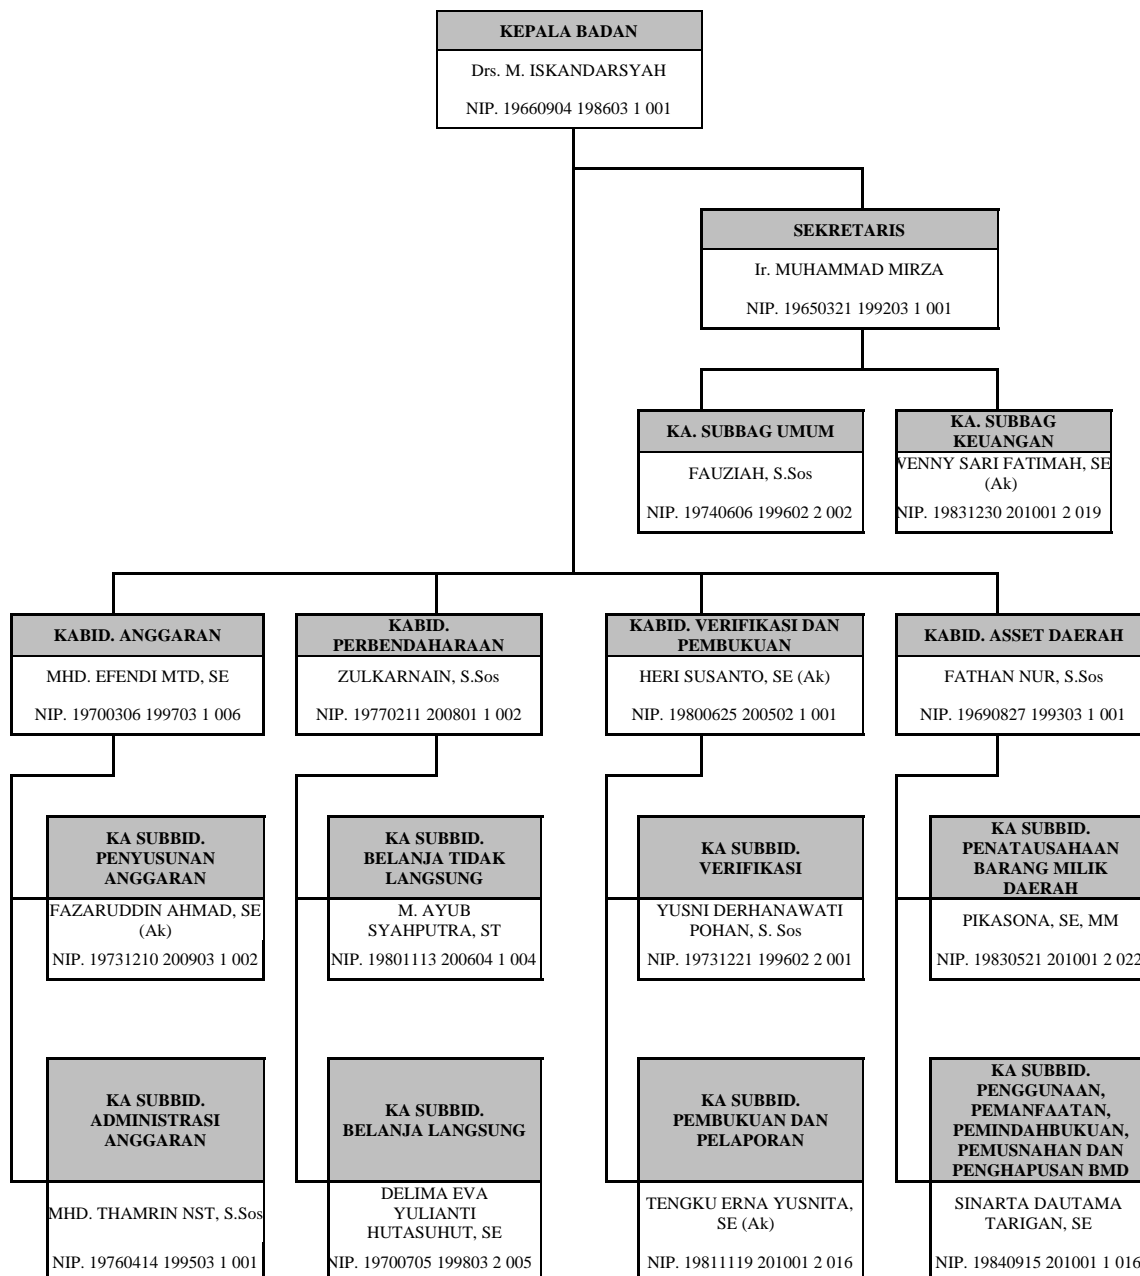 KEPALA BADAN
Drs. M. ISKANDARSYAH
NIP. 19660904 198603 1 001
SEKRETARIS
Ir. MUHAMMAD MIRZA
NIP. 19650321 199203 1 001
KA. SUBBAG UMUM
FAUZIAH, S.Sos
NIP. 19740606 199602 2 002
KA. SUBBAG
KEUANGAN
VENNY SARI FATIMAH, SE
(Ak)
NIP. 19831230 201001 2 019
KABID. ANGGARAN
MHD. EFENDI MTD, SE
NIP. 19700306 199703 1 006
KABID.
PERBENDAHARAAN
ZULKARNAIN, S.Sos
NIP. 19770211 200801 1 002
KABID. VERIFIKASI DAN
PEMBUKUAN
HERI SUSANTO, SE (Ak)
NIP. 19800625 200502 1 001
KABID. ASSET DAERAH
FATHAN NUR, S.Sos
NIP. 19690827 199303 1 001
KA SUBBID.
PENYUSUNAN
ANGGARAN
FAZARUDDIN AHMAD, SE
(Ak)
NIP. 19731210 200903 1 002
KA SUBBID.
BELANJA TIDAK
LANGSUNG
M. AYUB
SYAHPUTRA, ST
NIP. 19801113 200604 1 004
KA SUBBID.
VERIFIKASI
YUSNI DERHANAWATI
POHAN, S. Sos
NIP. 19731221 199602 2 001
KA SUBBID.
PENATAUSAHAAN
BARANG MILIK
DAERAH
PIKASONA, SE, MM
NIP. 19830521 201001 2 022
KA SUBBID.
ADMINISTRASI
ANGGARAN
MHD. THAMRIN NST, S.Sos
NIP. 19760414 199503 1 001
KA SUBBID.
BELANJA LANGSUNG
DELIMA EVA
YULIANTI
HUTASUHUT, SE
NIP. 19700705 199803 2 005
KA SUBBID.
PEMBUKUAN DAN
PELAPORAN
TENGKU ERNA YUSNITA,
SE (Ak)
NIP. 19811119 201001 2 016
KA SUBBID.
PENGGUNAAN,
PEMANFAATAN,
PEMINDAHBUKUAN,
PEMUSNAHAN DAN
PENGHAPUSAN BMD
SINARTA DAUTAMA
TARIGAN, SE
NIP. 19840915 201001 1 016